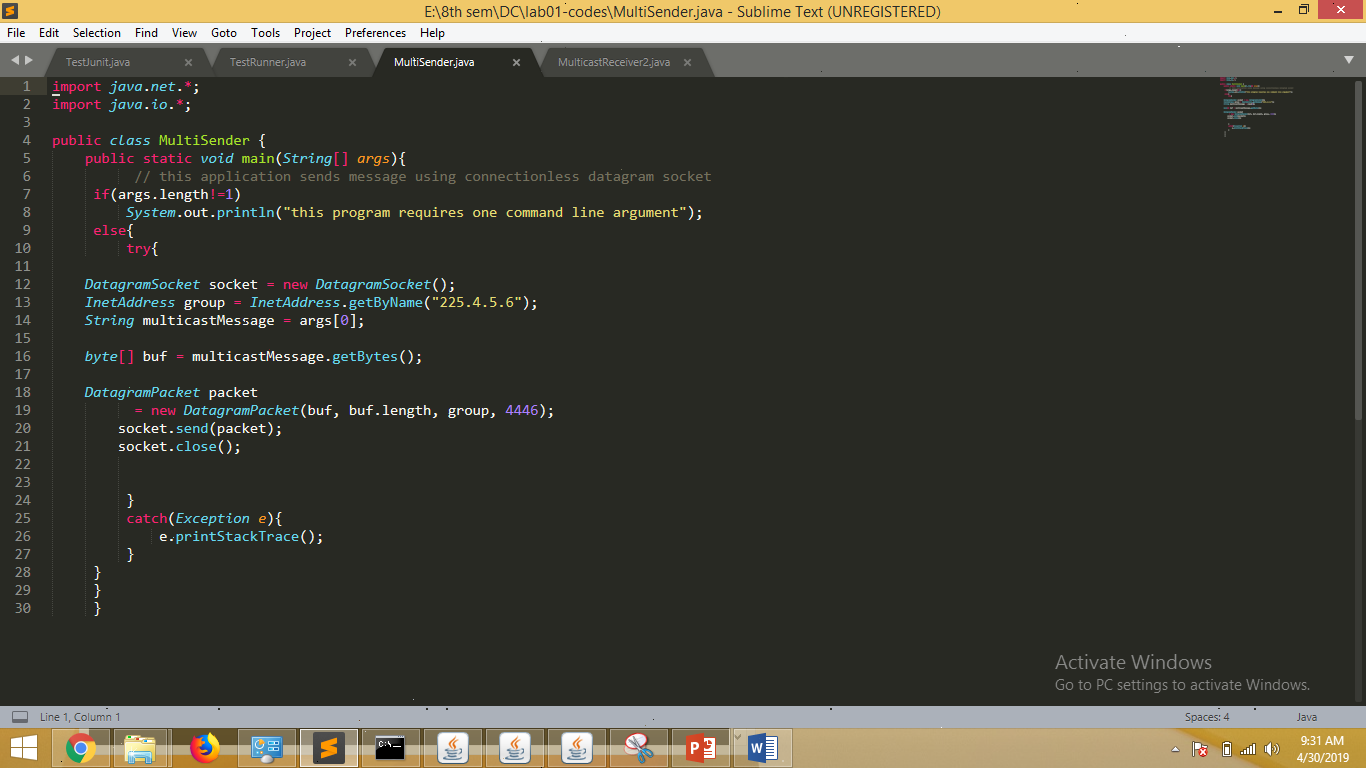 E:\8th sem\DC\lab01-codes\MultiSender.java - Sublime Text (UNREGISTERED)
File Edit Selection Find View Goto Tools Project Preferences Help
TestJunit.java TestRunner.java MultiSender.java MulticastReceiver2.java
1 import java.net.*;
2 import java.io.*;
3
4 public class MultiSender {
5 public static void main(String[] args){
6 // this application sends message using connectionless datagram socket
7 if(args.length!=1)
8 System.out.println("this program requires one command line argument");
9 else{
10 try{
11
12 DatagramSocket socket = new DatagramSocket();
13 InetAddress group = InetAddress.getByName("225.4.5.6");
14 String multicastMessage = args[0];
15
16 byte[] buf = multicastMessage.getBytes();
17
18 DatagramPacket packet
19 = new DatagramPacket(buf, buf.length, group, 4446);
20 socket.send(packet);
21 socket.close();
22
23
24 }
25 catch(Exception e){
26 e.printStackTrace();
27 }
28 }
29 }
30 }
Activate Windows
Go to PC settings to activate Windows.
Line 1, Column 1 Spaces: 4 Java
9:31 AM
4/30/2019